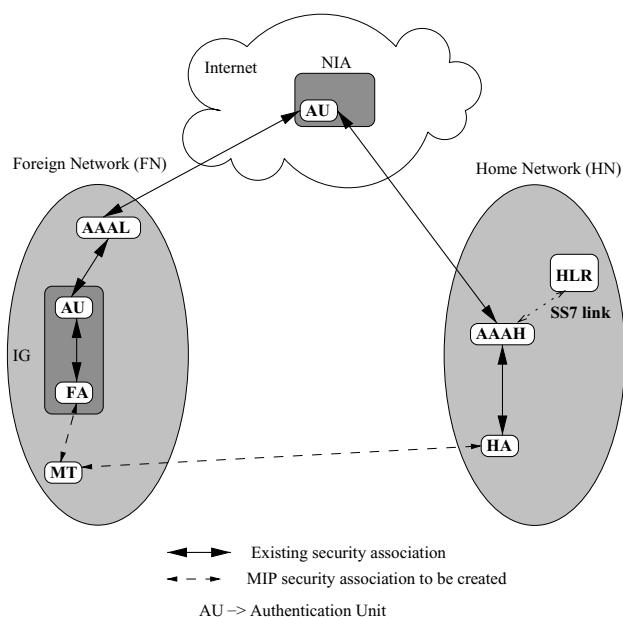 NIA
Internet
AU
Foreign Network (FN)
Home Network (HN)
AAAL
HLR
AU
SS7 link
AAAH
IG
FA
HA
MT
Existing security association
MIP security association to be created
AU −> Authentication Unit